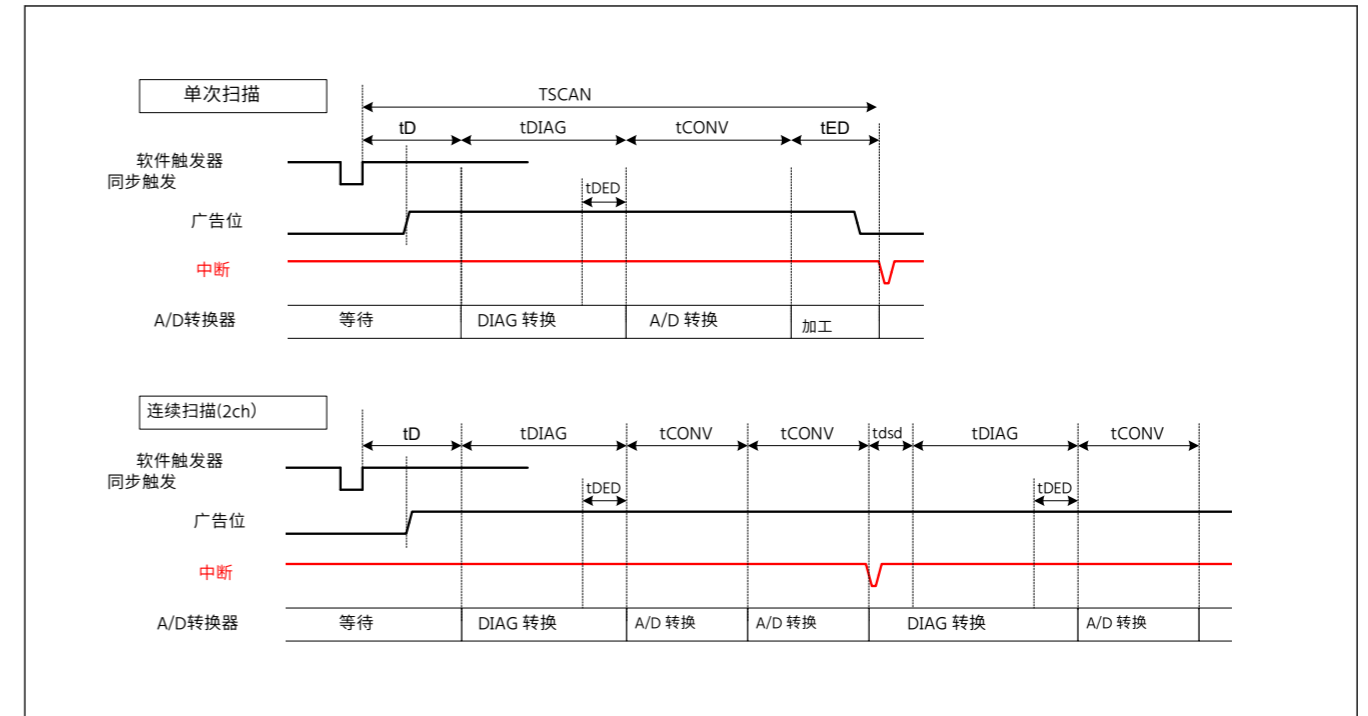 单次扫描
TSCAN
tD tDIAG tCONV tED
软件触发器
同步触发
tDED
广告位
中断
A/D转换器 等待 DIAG 转换 A/D 转换 加工
连续扫描(2ch)
tD tDIAG tCONV tCONV tdsd tDIAG tCONV
软件触发器
同步触发
tDED tDED
广告位
中断
A/D转换器 等待 DIAG 转换 A/D 转换 A/D 转换 DIAG 转换 A/D 转换